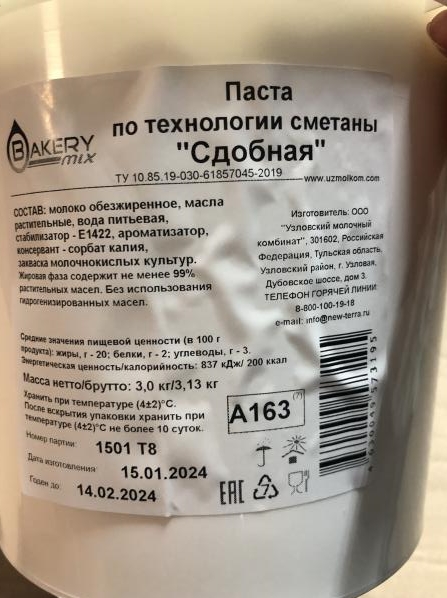 BAKERY
mix
Паста
по технологии сметаны
"Сдобная"
ТУ 10.85.19-030-61857045-2019
www.uzmolkom.com
СОСТАВ: молоко обезжиренное, масла
растительные, вода питьевая,
стабилизатор - Е1422, ароматизатор,
консервант - сорбат калия,
закваска молочнокислых культур.
Жировая фаза содержит не менее 99%
растительных масел. Без использования
гидрогенизированных масел.
Изготовитель: ООО
"Узловский молочный
комбинат", 301602, Российская
Федерация, Тульская область,
Узловский район, г. Узловая,
Дубовское шоссе, дом 3.
ТЕЛЕФОН ГОРЯЧЕЙ ЛИНИИ:
8-800-100-19-18
e-mail: info@new-terra.ru
Средние значения пищевой ценности (в 100 г
продукта): жиры, г - 20; белки, г - 2; углеводы, г - 3.
Энергетическая ценность/калорийность: 837 кДж/ 200 ккал
Масса нетто/брутто: 3,0 кг/3,13 кг
Хранить при температуре (4±2)°С.
После вскрытия упаковки хранить при
температуре (4±2)°С не более 10 суток.
А163
(7)
Номер партии: 1501 Т8
Дата изготовления: 15.01.2024
Годен до: 14.02.2024
EAC